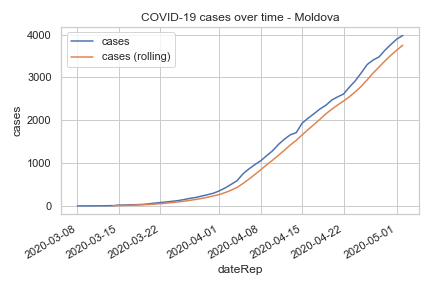 COVID-19 cases over time - Moldova
cases
cases (rolling)
4000
3000
2000
1000
0
cases
2020-03-08
2020-03-15
2020-03-22
2020-04-01
2020-04-08
2020-04-15
2020-04-22
2020-05-01
dateRep